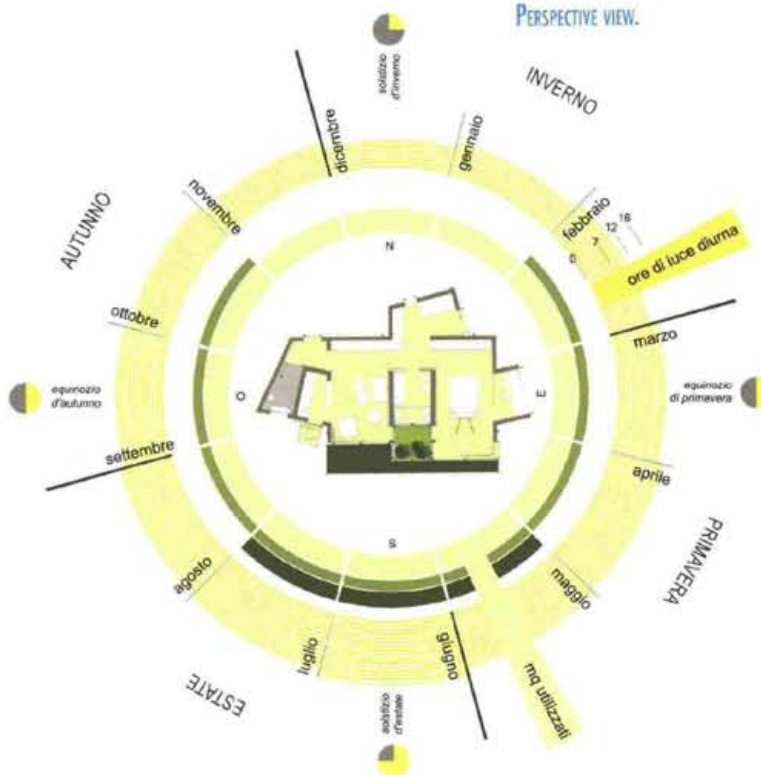 PERSPECTIVE VIEW.
solstizio
d'inverno
INVERNO
dicembre
gennaio
novembre
febbraio
0 7 12 16
ore di luce diurna
AUTUNNO
N
ottobre
marzo
equinozio
d'autunno
O
E
equinozio
di primavera
settembre
aprile
S
PRIMAVERA
agosto
maggio
luglio
giugno
mq utilizzati
ESTATE
solstizio
d'estate